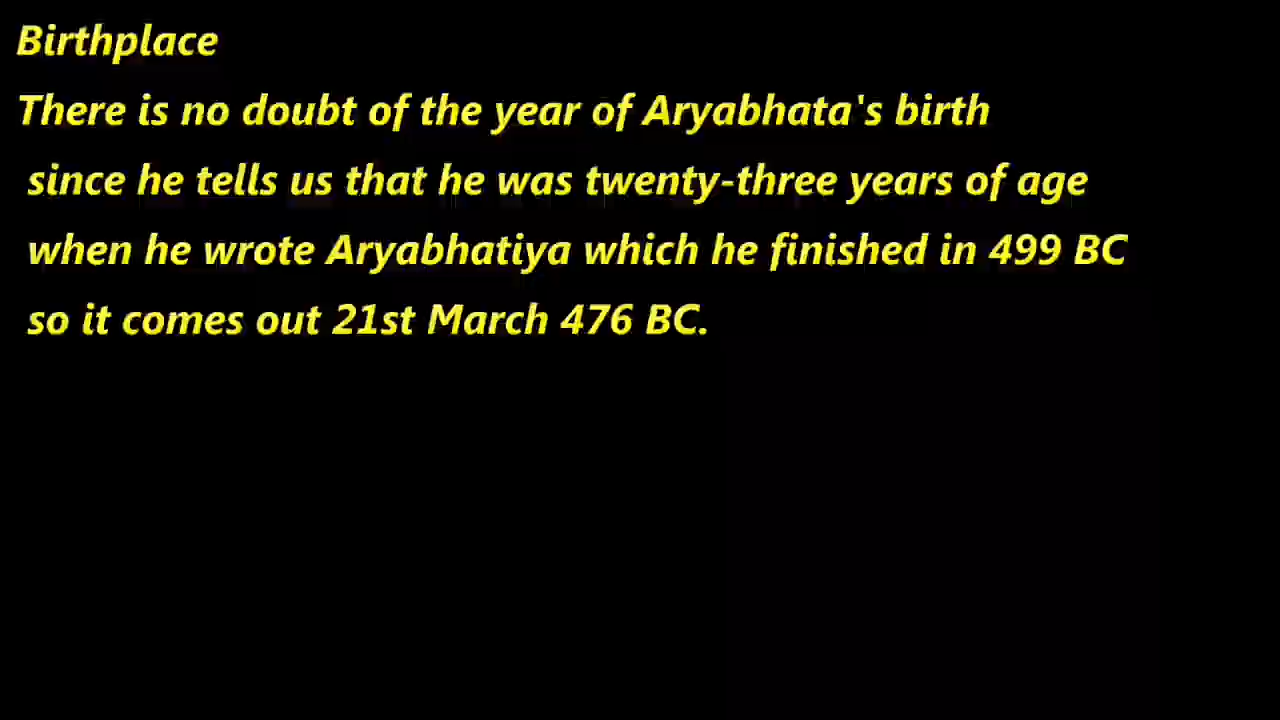 Birthplace
There is no doubt of the year of Aryabhata's birth
since he tells us that he was twenty-three years of age
when he wrote Aryabhatiya which he finished in 499 BC
so it comes out 21st March 476 BC.